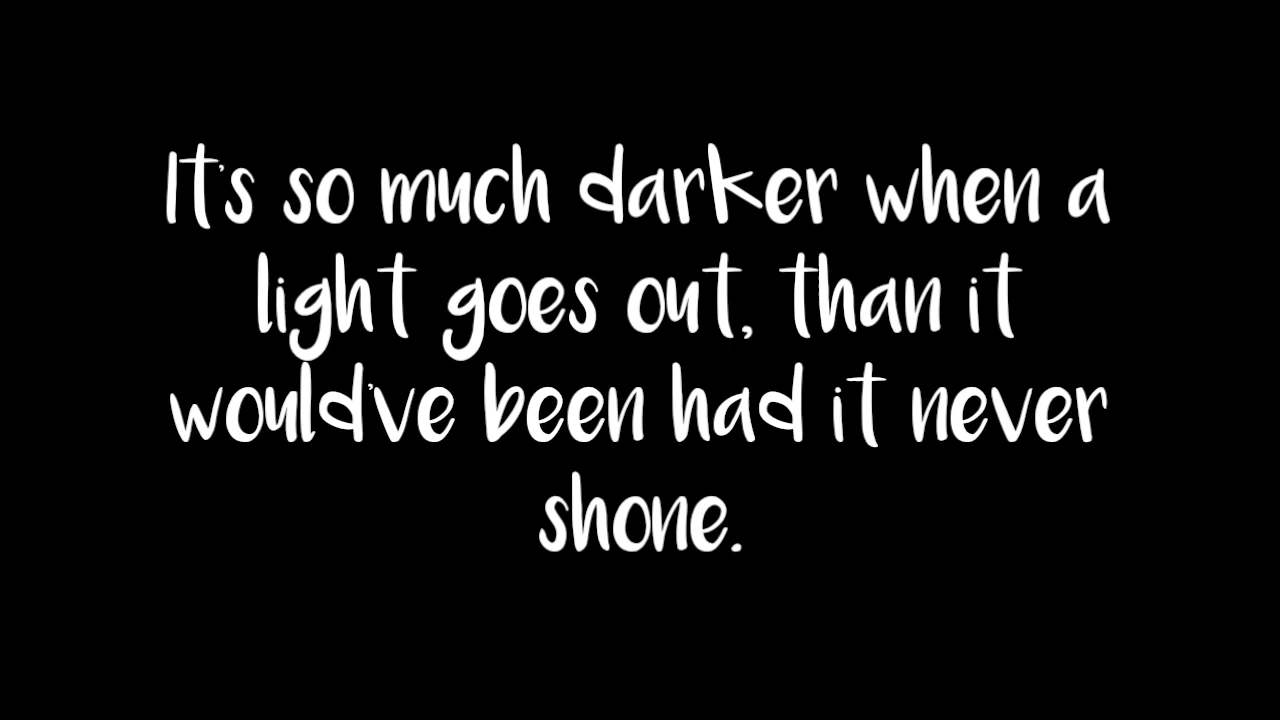 It's so much darker when a
light goes out, than it
would've been had it never
shone.